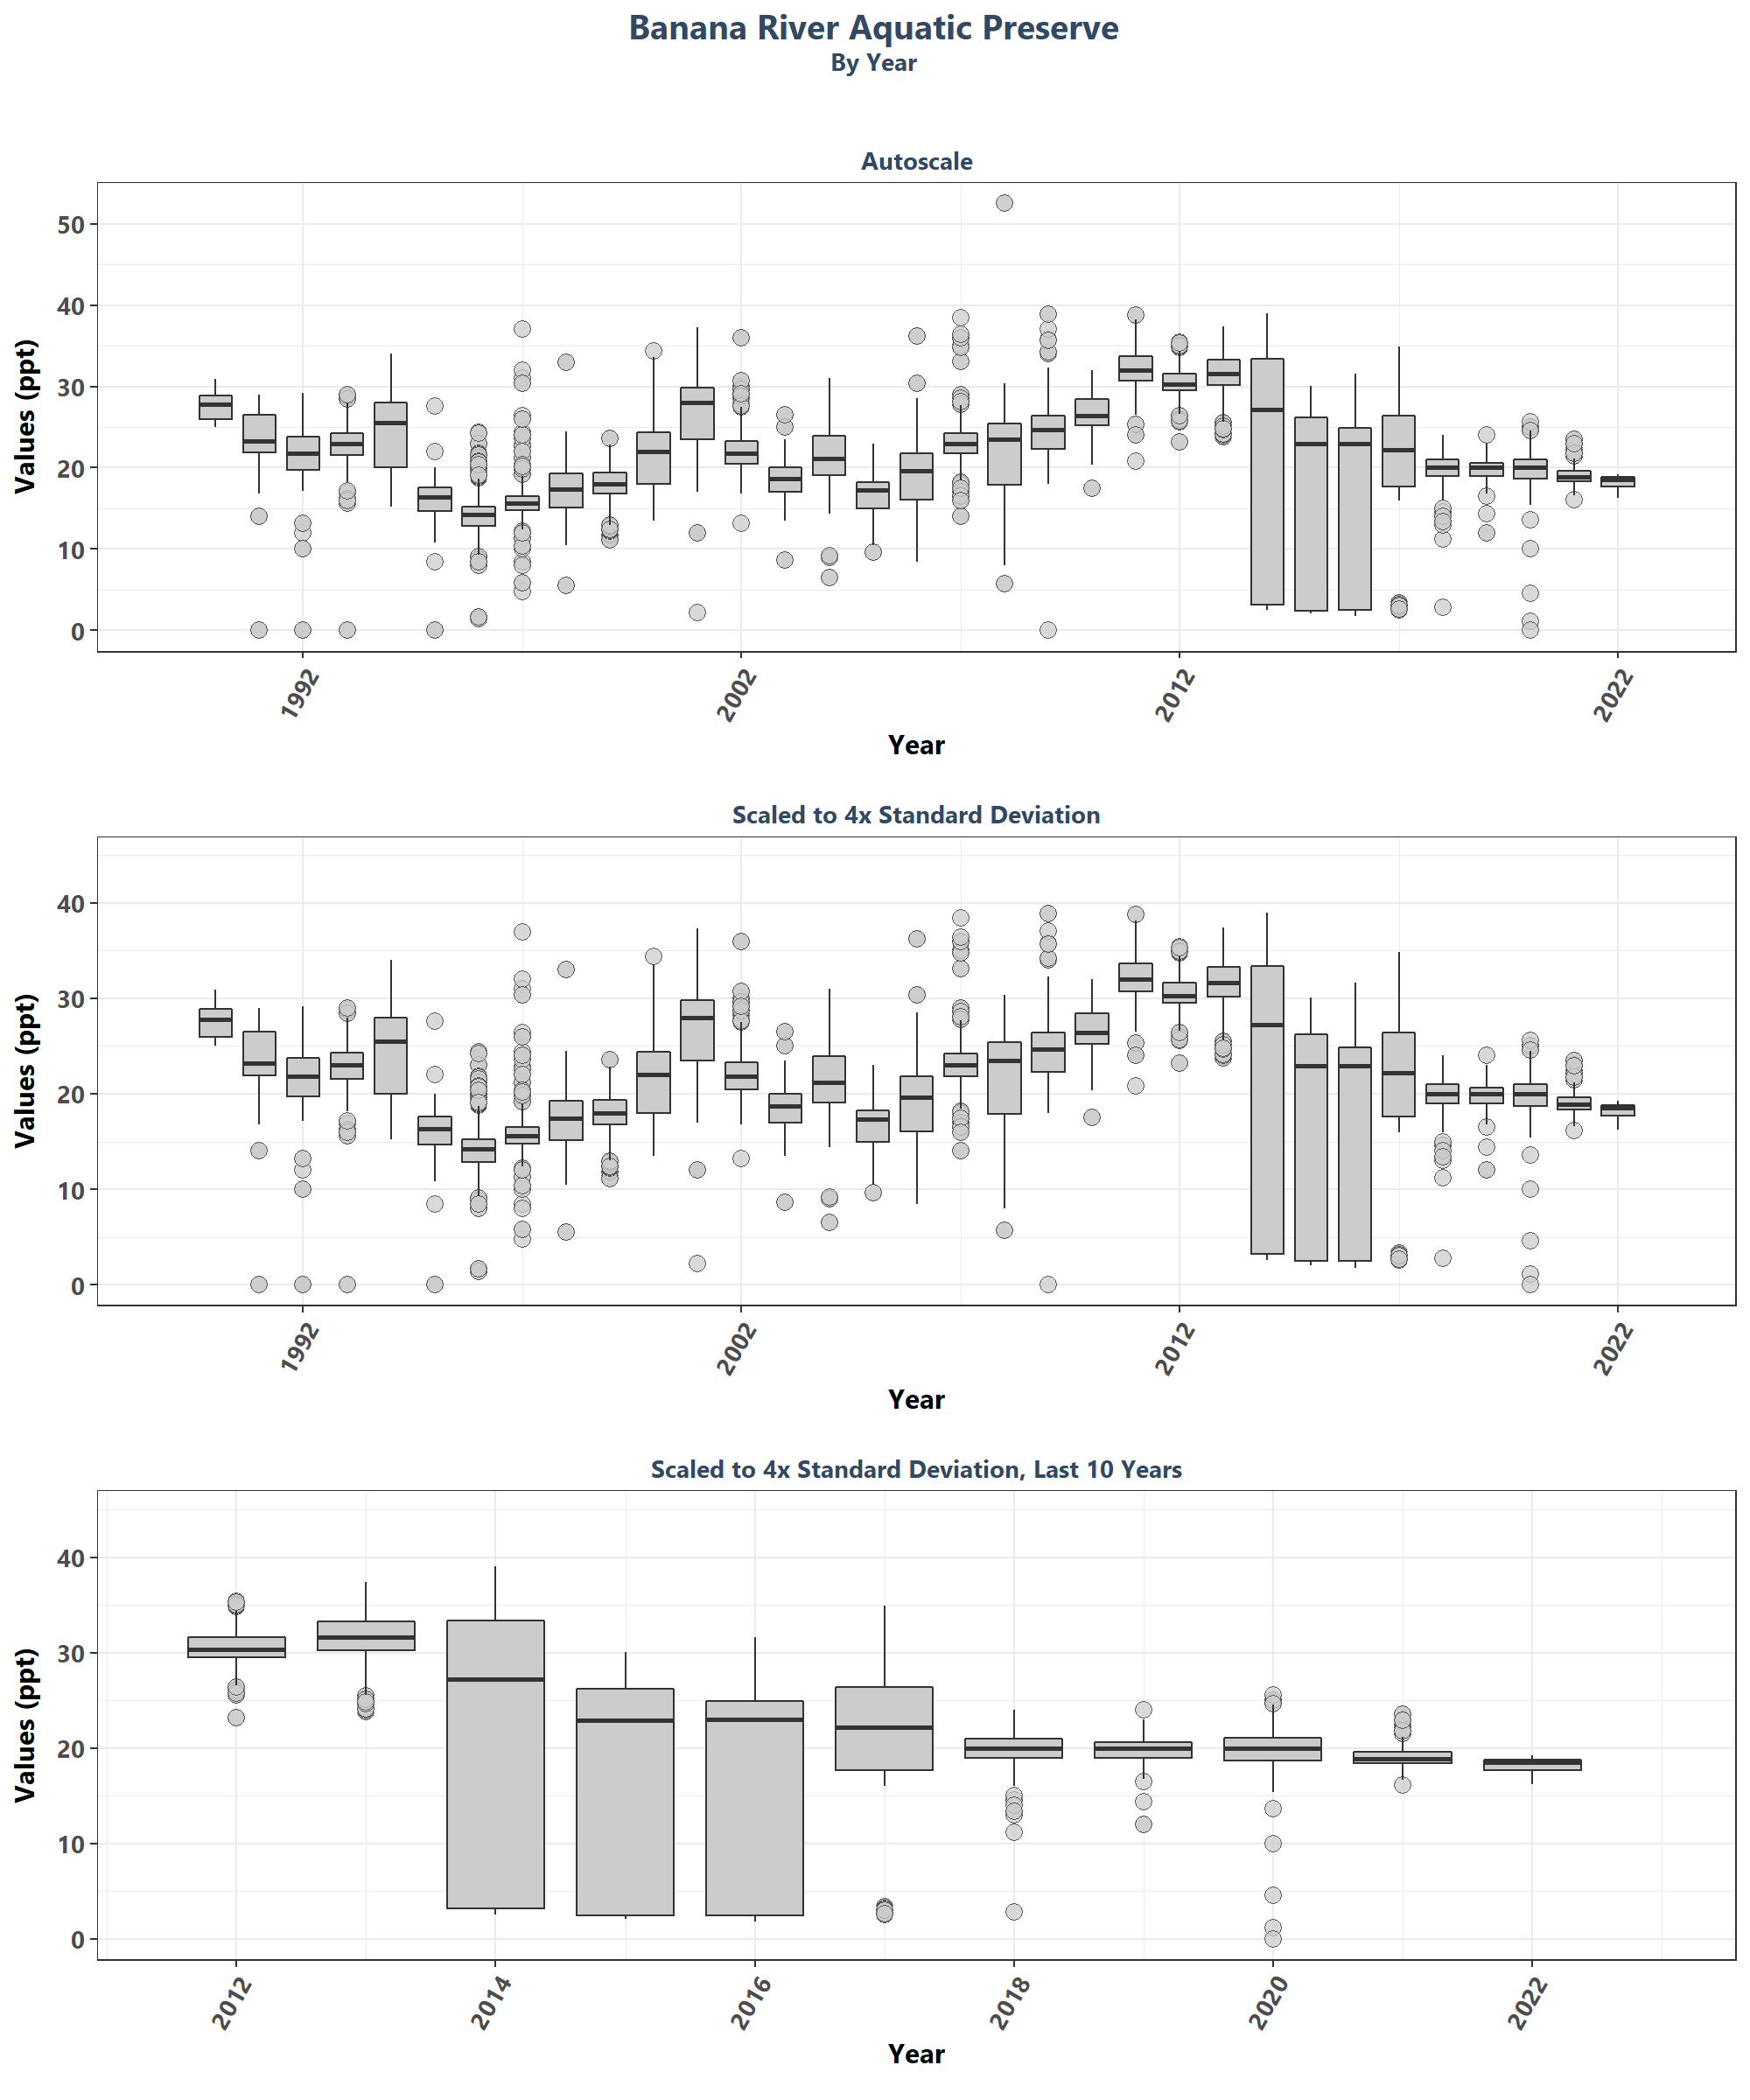 Banana River Aquatic Preserve
By Year
Autoscale
Values (ppt)
50
40
30
20
10
0
1992
2002
2012
2022
Year
Scaled to 4x Standard Deviation
Values (ppt)
40
30
20
10
0
1992
2002
2012
2022
Year
Scaled to 4x Standard Deviation, Last 10 Years
Values (ppt)
40
30
20
10
0
2012
2014
2016
2018
2020
2022
Year